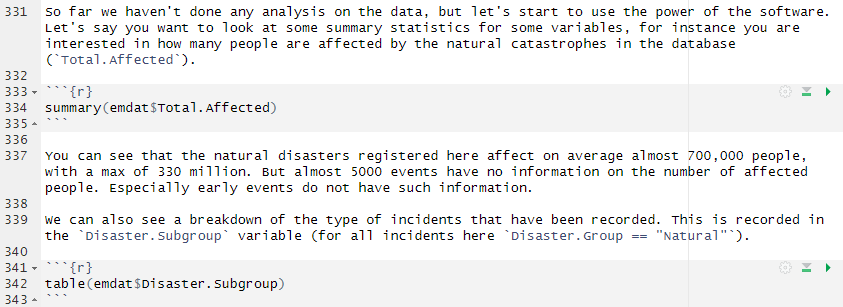 331 So far we haven't done any analysis on the data, but let's start to use the power of the software.
Let's say you want to look at some summary statistics for some variables, for instance you are
interested in how many people are affected by the natural catastrophes in the database
(`Total.Affected`).
332
333 ```{r}
334 summary(emdat$Total.Affected)
335 ```
336
337 You can see that the natural disasters registered here affect on average almost 700,000 people,
with a max of 330 million. But almost 5000 events have no information on the number of affected
people. Especially early events do not have such information.
338
339 We can also see a breakdown of the type of incidents that have been recorded. This is recorded in
the `Disaster.Subgroup` variable (for all incidents here `Disaster.Group == "Natural"`).
340
341 ```{r}
342 table(emdat$Disaster.Subgroup)
343 ```